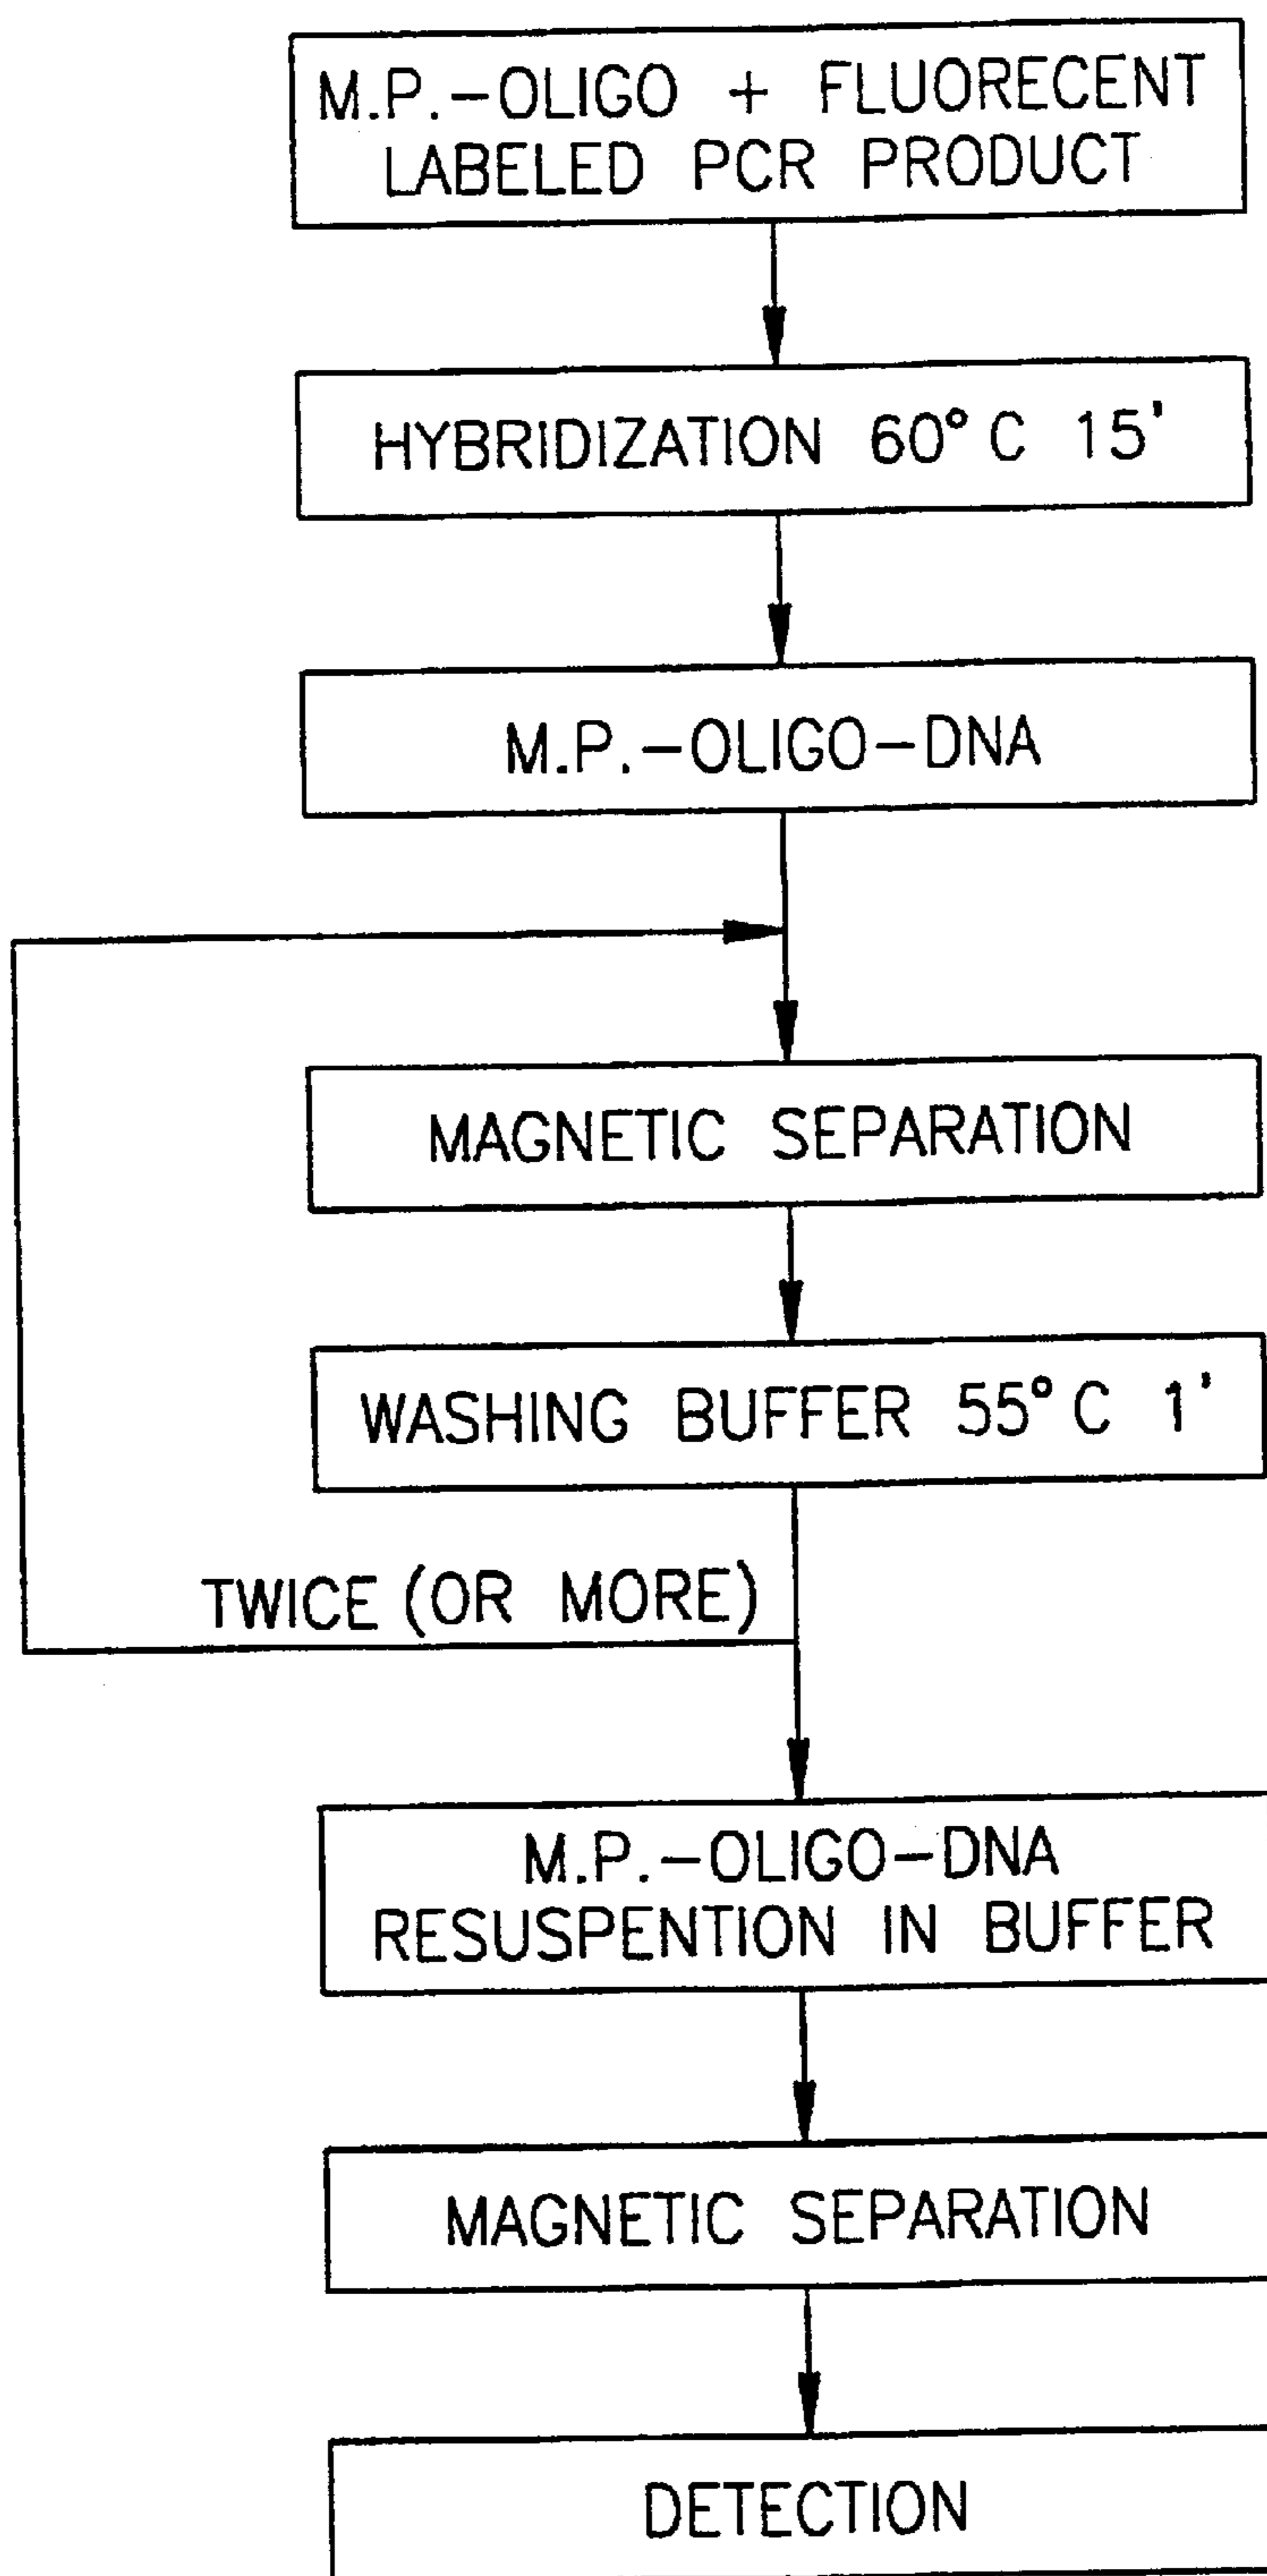 M.P.-OLIGO + FLUORECENT
LABELED PCR PRODUCT
HYBRIDIZATION 60°C 15'
M.P.-OLIGO-DNA
MAGNETIC SEPARATION
WASHING BUFFER 55°C 1'
TWICE (OR MORE)
M.P.-OLIGO-DNA
RESUSPENTION IN BUFFER
MAGNETIC SEPARATION
DETECTION